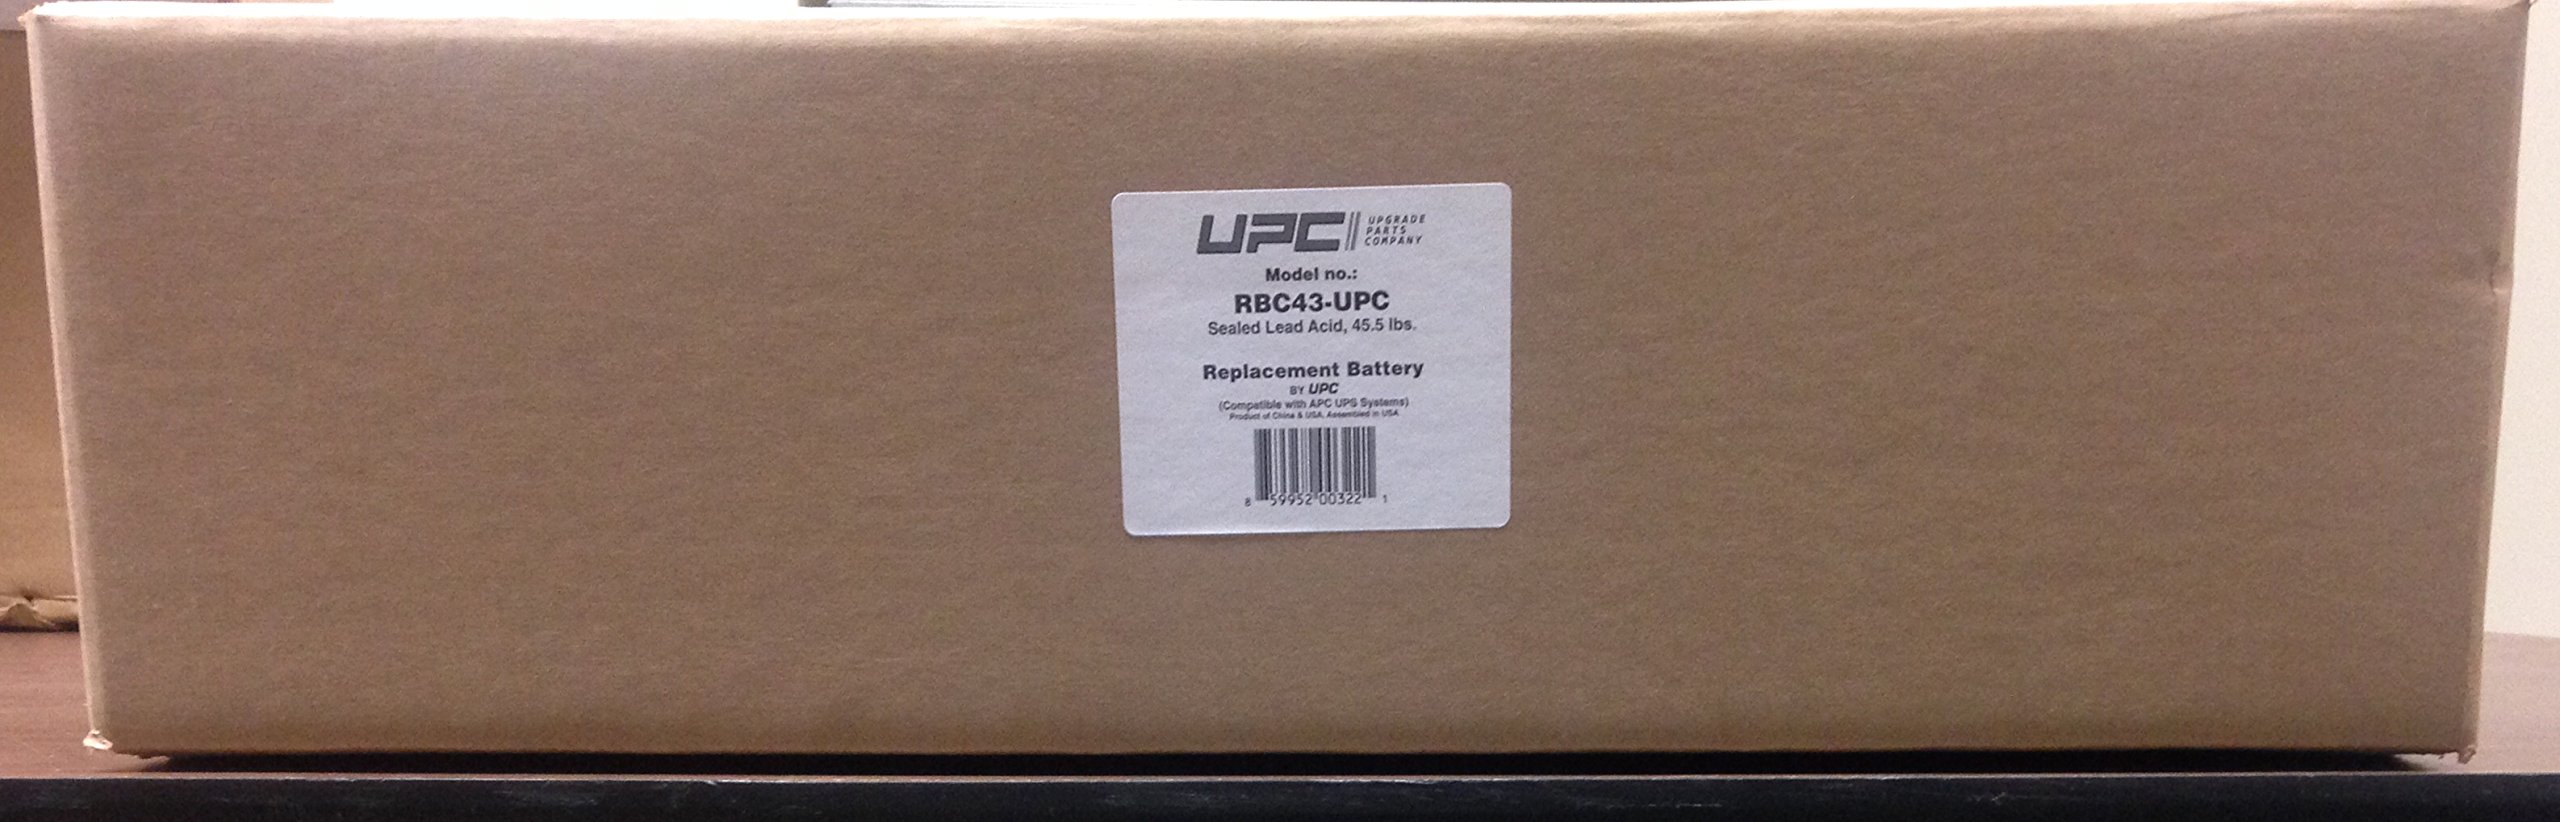 UPC UPGRADE
PARTS
COMPANY
Model no.:
RBC43-UPC
Sealed Lead Acid, 45.5 lbs.
Replacement Battery
BY UPC
(Compatible with APC UPS Systems)
Product of China & USA, Assembled in USA
8 59952 00322 1